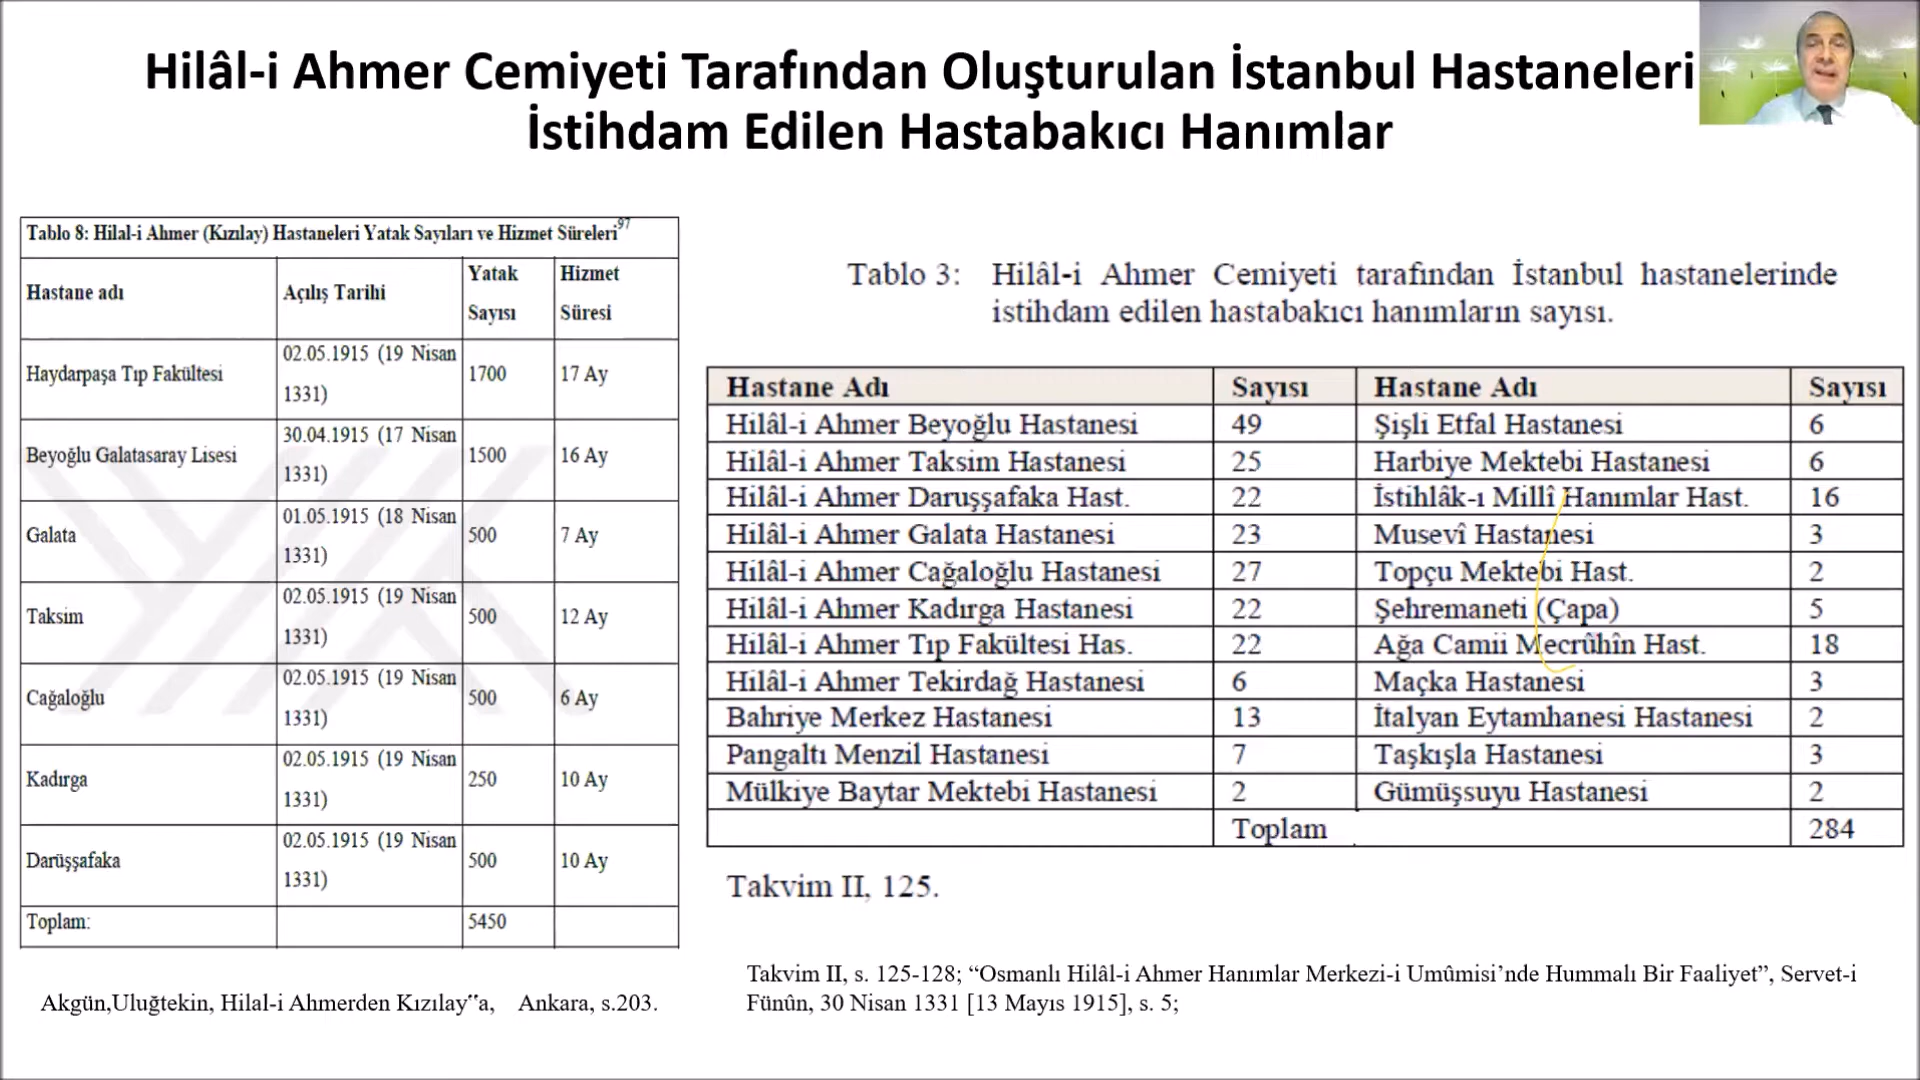 Hilâl-i Ahmer Cemiyeti Tarafından Oluşturulan İstanbul Hastaneleri
İstihdam Edilen Hastabakıcı Hanımlar
Tablo 8: Hilal-i Ahmer (Kızılay) Hastaneleri Yatak Sayıları ve Hizmet Süreleri97
Hastane adı Açılış Tarihi Yatak Sayısı Hizmet Süresi
Haydarpaşa Tıp Fakültesi 02.05.1915 (19 Nisan 1331) 1700 17 Ay
Beyoğlu Galatasaray Lisesi 30.04.1915 (17 Nisan 1331) 1500 16 Ay
Galata 01.05.1915 (18 Nisan 1331) 500 7 Ay
Taksim 02.05.1915 (19 Nisan 1331) 500 12 Ay
Cağaloğlu 02.05.1915 (19 Nisan 1331) 500 6 Ay
Kadırga 02.05.1915 (19 Nisan 1331) 250 10 Ay
Darüşşafaka 02.05.1915 (19 Nisan 1331) 500 10 Ay
Toplam: 5450
Akgün,Uluğtekin, Hilal-i Ahmerden Kızılay‟a, Ankara, s.203.
Tablo 3: Hilâl-i Ahmer Cemiyeti tarafından İstanbul hastanelerinde
istihdam edilen hastabakıcı hanımların sayısı.
Hastane Adı Sayısı Hastane Adı Sayısı
Hilâl-i Ahmer Beyoğlu Hastanesi 49 Şişli Etfal Hastanesi 6
Hilâl-i Ahmer Taksim Hastanesi 25 Harbiye Mektebi Hastanesi 6
Hilâl-i Ahmer Daruşşafaka Hast. 22 İstihlâk-ı Millî Hanımlar Hast. 16
Hilâl-i Ahmer Galata Hastanesi 23 Musevî Hastanesi 3
Hilâl-i Ahmer Cağaloğlu Hastanesi 27 Topçu Mektebi Hast. 2
Hilâl-i Ahmer Kadırga Hastanesi 22 Şehremaneti (Çapa) 5
Hilâl-i Ahmer Tıp Fakültesi Has. 22 Ağa Camii Mecrûhîn Hast. 18
Hilâl-i Ahmer Tekirdağ Hastanesi 6 Maçka Hastanesi 3
Bahriye Merkez Hastanesi 13 İtalyan Eytamhanesi Hastanesi 2
Pangaltı Menzil Hastanesi 7 Taşkışla Hastanesi 3
Mülkiye Baytar Mektebi Hastanesi 2 Gümüşsuyu Hastanesi 2
Toplam 284
Takvim II, 125.
Takvim II, s. 125-128; “Osmanlı Hilâl-i Ahmer Hanımlar Merkezi-i Umûmisi’nde Hummalı Bir Faaliyet”, Servet-i
Fünûn, 30 Nisan 1331 [13 Mayıs 1915], s. 5;